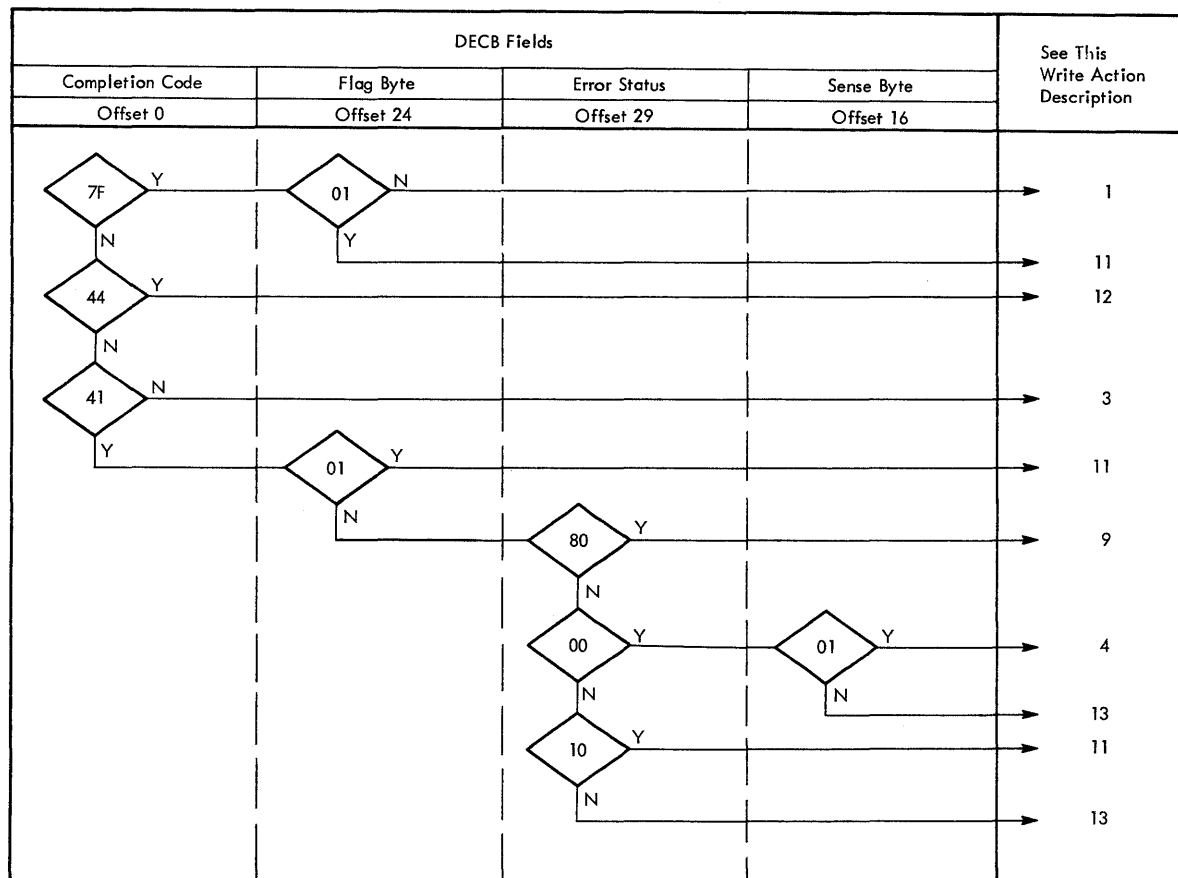 DECB Fields
See This
Write Action
Description
Completion Code
Flag Byte
Error Status
Sense Byte
Offset 0
Offset 24
Offset 29
Offset 16
7F
Y
01
N
1
N
Y
11
44
Y
12
N
41
N
3
Y
01
Y
11
N
80
Y
9
N
00
Y
01
Y
4
N
N
13
10
Y
11
N
13